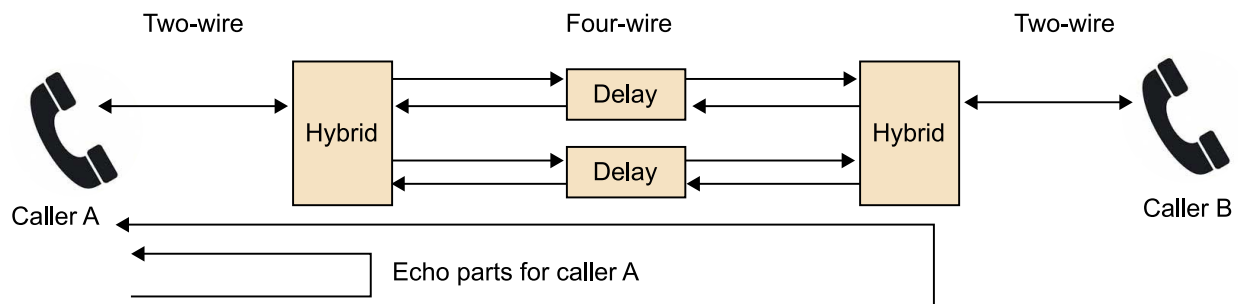 Two-wire
Four-wire
Two-wire
Delay
Hybrid
Hybrid
Delay
Caller A
Caller B
Echo parts for caller A